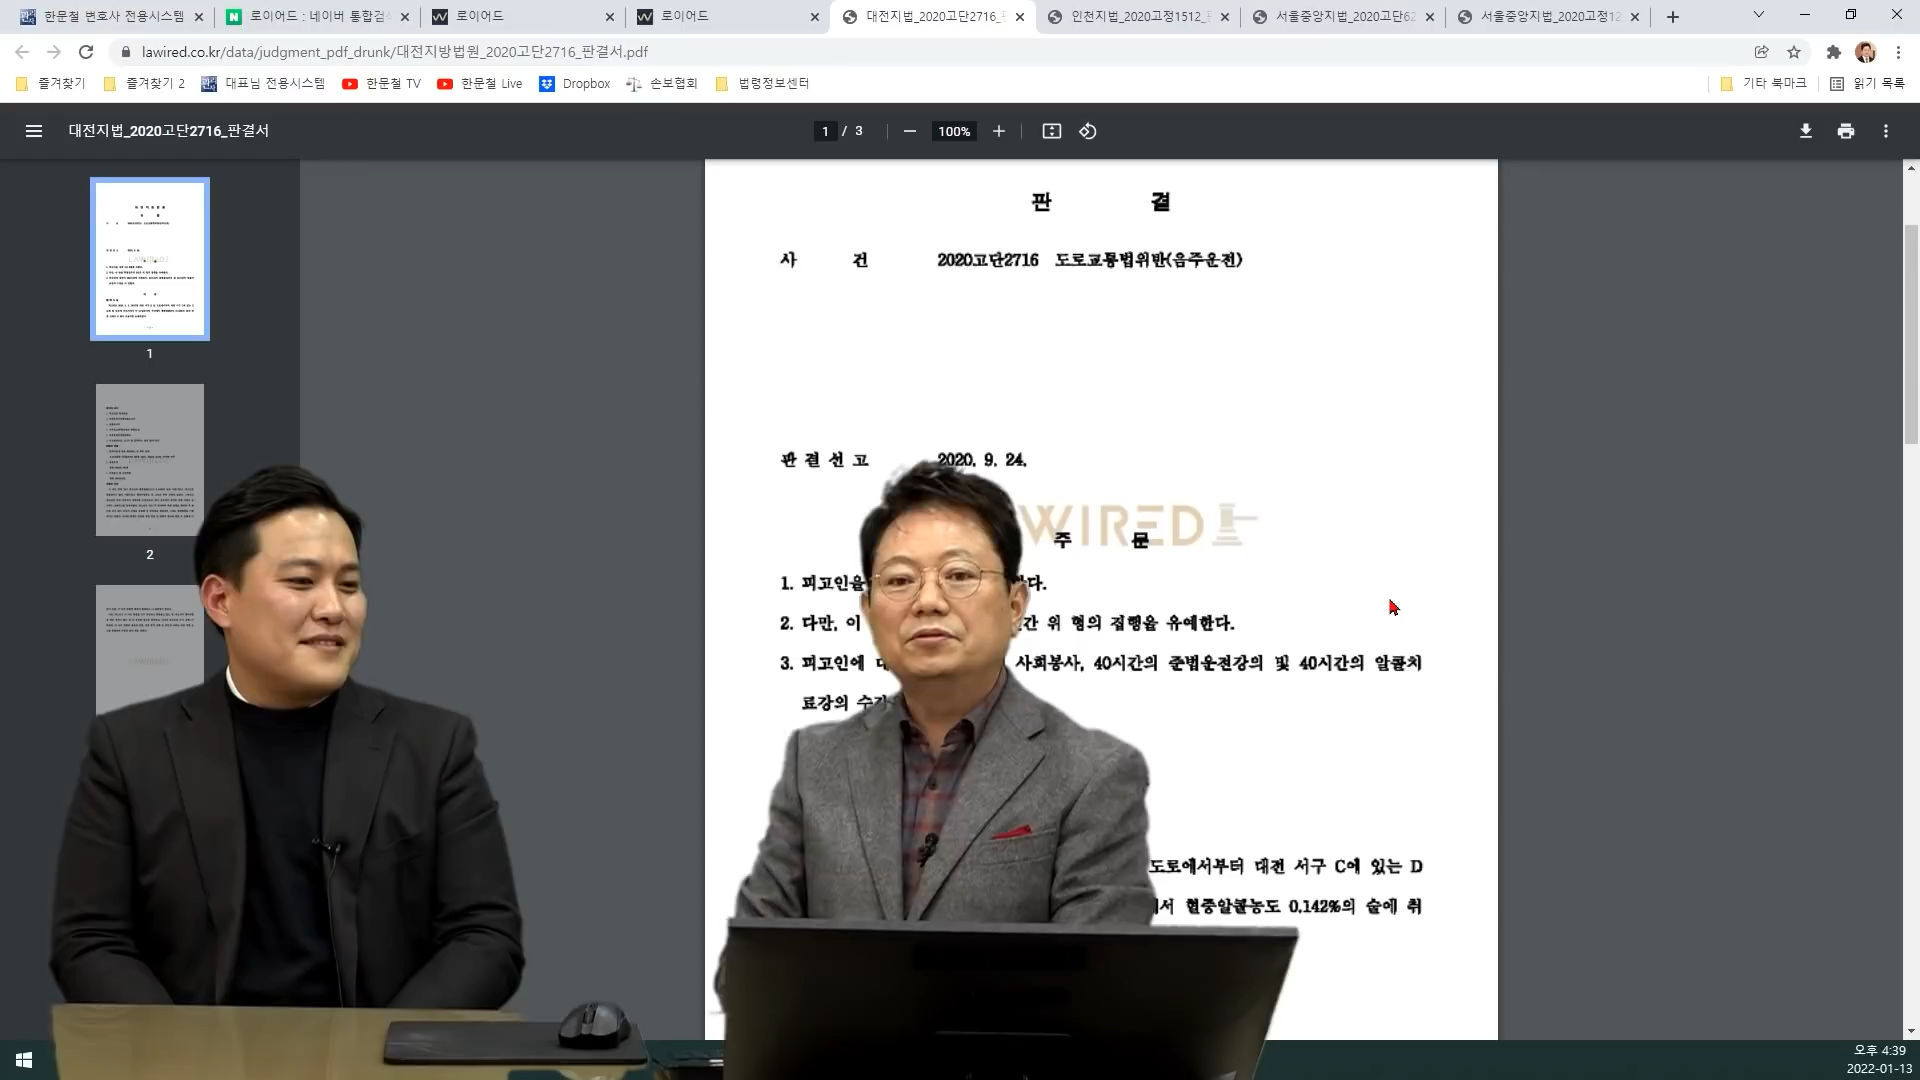 한문철 변호사 전용시스템
로이어드 : 네이버 통합검색
로이어드
로이어드
대전지법_2020고단2716_
인천지법_2020고정1512_
서울중앙지법_2020고단62
서울중앙지법_2020고정12
lawired.co.kr/data/judgment_pdf_drunk/대전지방법원_2020고단2716_판결서.pdf
즐겨찾기 즐겨찾기 2 대표님 전용시스템 한문철 TV 한문철 Live Dropbox 손보협회 법령정보센터 기타 북마크 읽기 목록
대전지법_2020고단2716_판결서 1 / 3 100%
판 결
사 건 2020고단2716 도로교통법위반(음주운전)
판 결 선 고 2020. 9. 24.
WIRED
주 문
1. 피고인을 다.
2. 다만, 이 간 위 형의 집행을 유예한다.
3. 피고인에 대 사회봉사, 40시간의 준법운전강의 및 40시간의 알콜치
료강의 수강
도로에서부터 대전 서구 C에 있는 D
에서 혈중알콜농도 0.142%의 술에 취
1
2
오후 4:39
2022-01-13